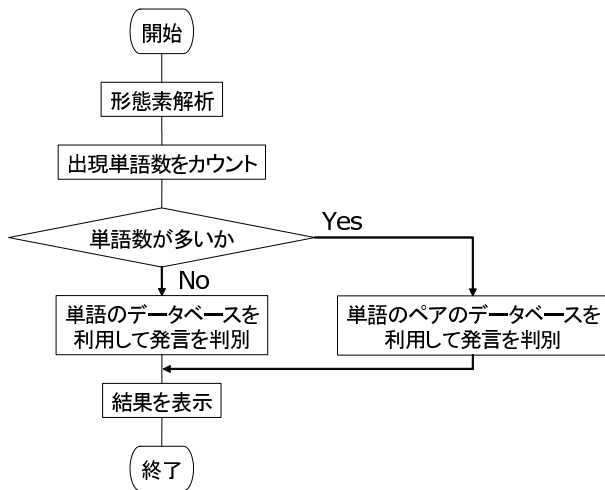 開始
形態素解析
出現単語数をカウント
単語数が多いか
Yes
No
単語のデータベースを
利用して発言を判別
単語のペアのデータベースを
利用して発言を判別
結果を表示
終了